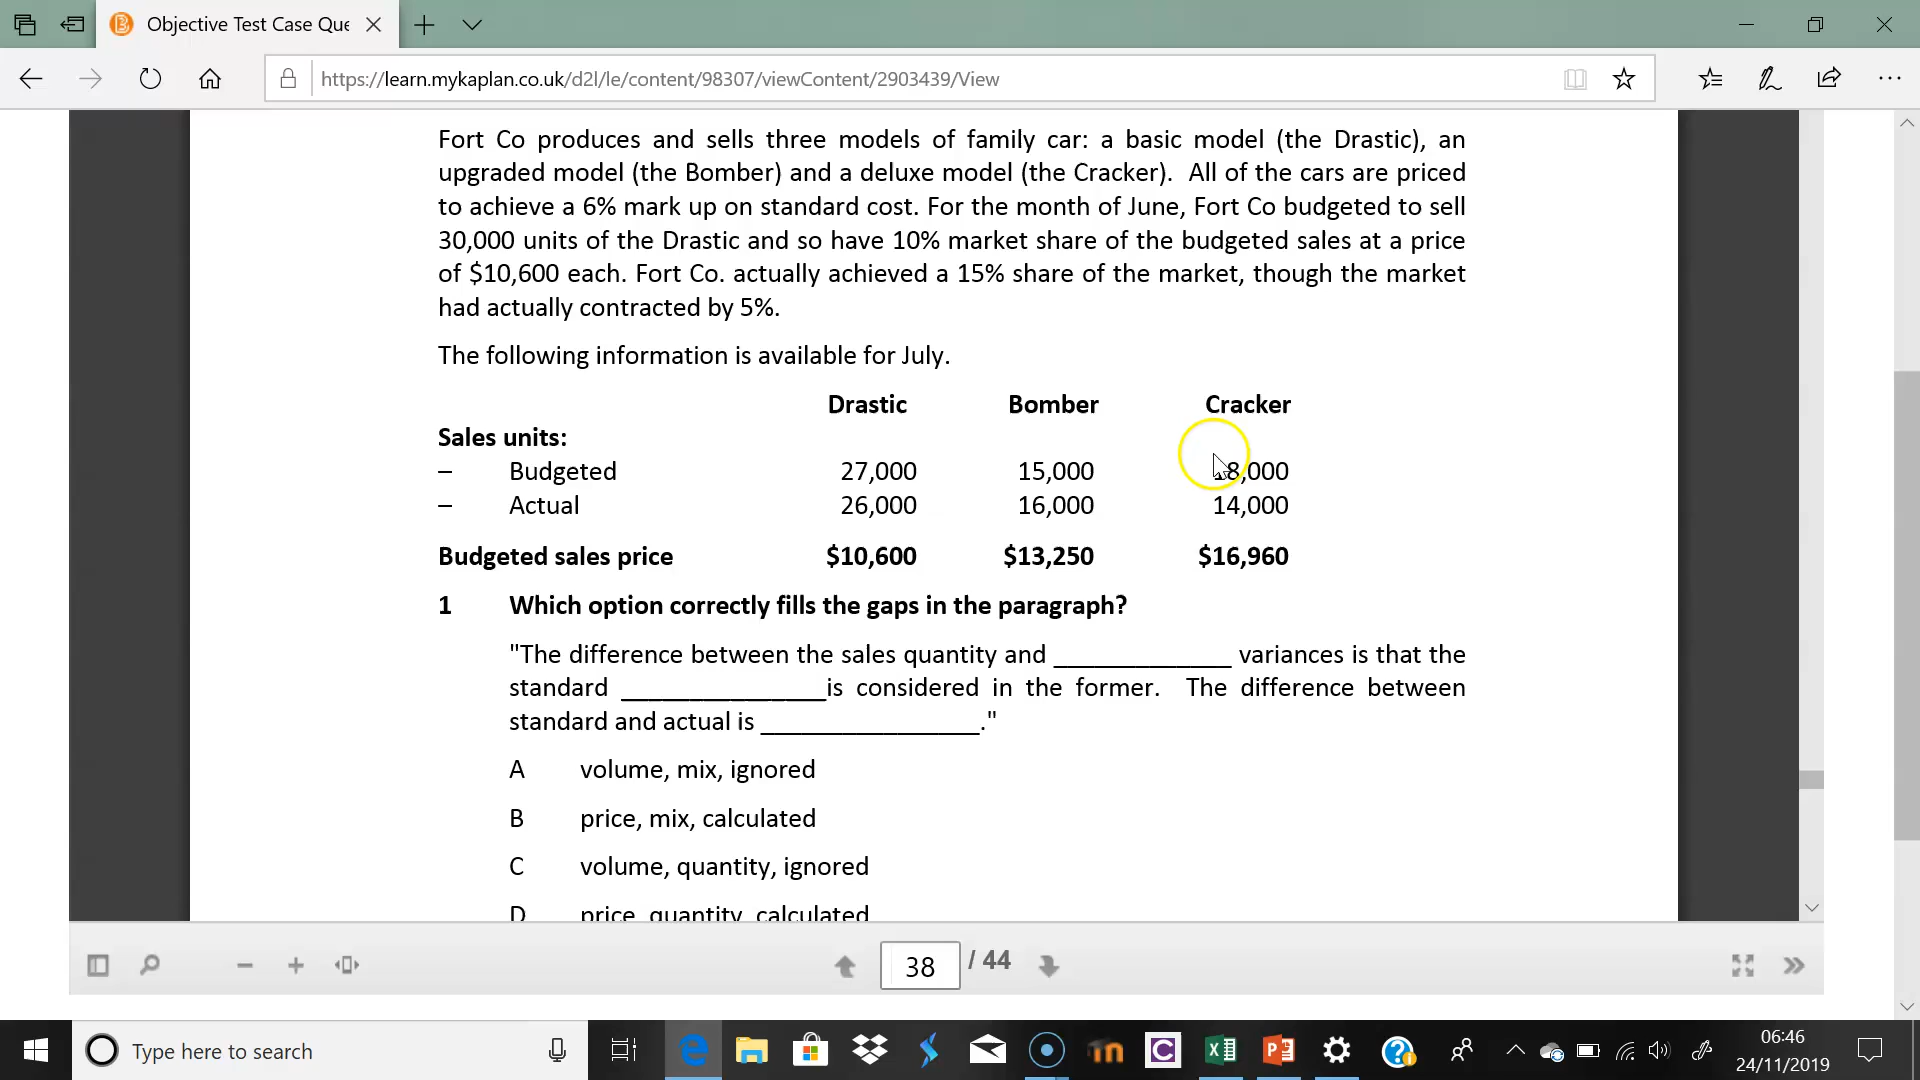 Objective Test Case Que
https://learn.mykaplan.co.uk/d2l/le/content/98307/viewContent/2903439/View
Fort Co produces and sells three models of family car: a basic model (the Drastic), an
upgraded model (the Bomber) and a deluxe model (the Cracker). All of the cars are priced
to achieve a 6% mark up on standard cost. For the month of June, Fort Co budgeted to sell
30,000 units of the Drastic and so have 10% market share of the budgeted sales at a price
of $10,600 each. Fort Co. actually achieved a 15% share of the market, though the market
had actually contracted by 5%.
The following information is available for July.
Drastic Bomber Cracker
Sales units:
– Budgeted 27,000 15,000 18,000
– Actual 26,000 16,000 14,000
Budgeted sales price $10,600 $13,250 $16,960
1 Which option correctly fills the gaps in the paragraph?
"The difference between the sales quantity and _____________ variances is that the
standard _______________is considered in the former. The difference between
standard and actual is ________________."
A volume, mix, ignored
B price, mix, calculated
C volume, quantity, ignored
D price, quantity, calculated
38 / 44
Type here to search
06:46
24/11/2019